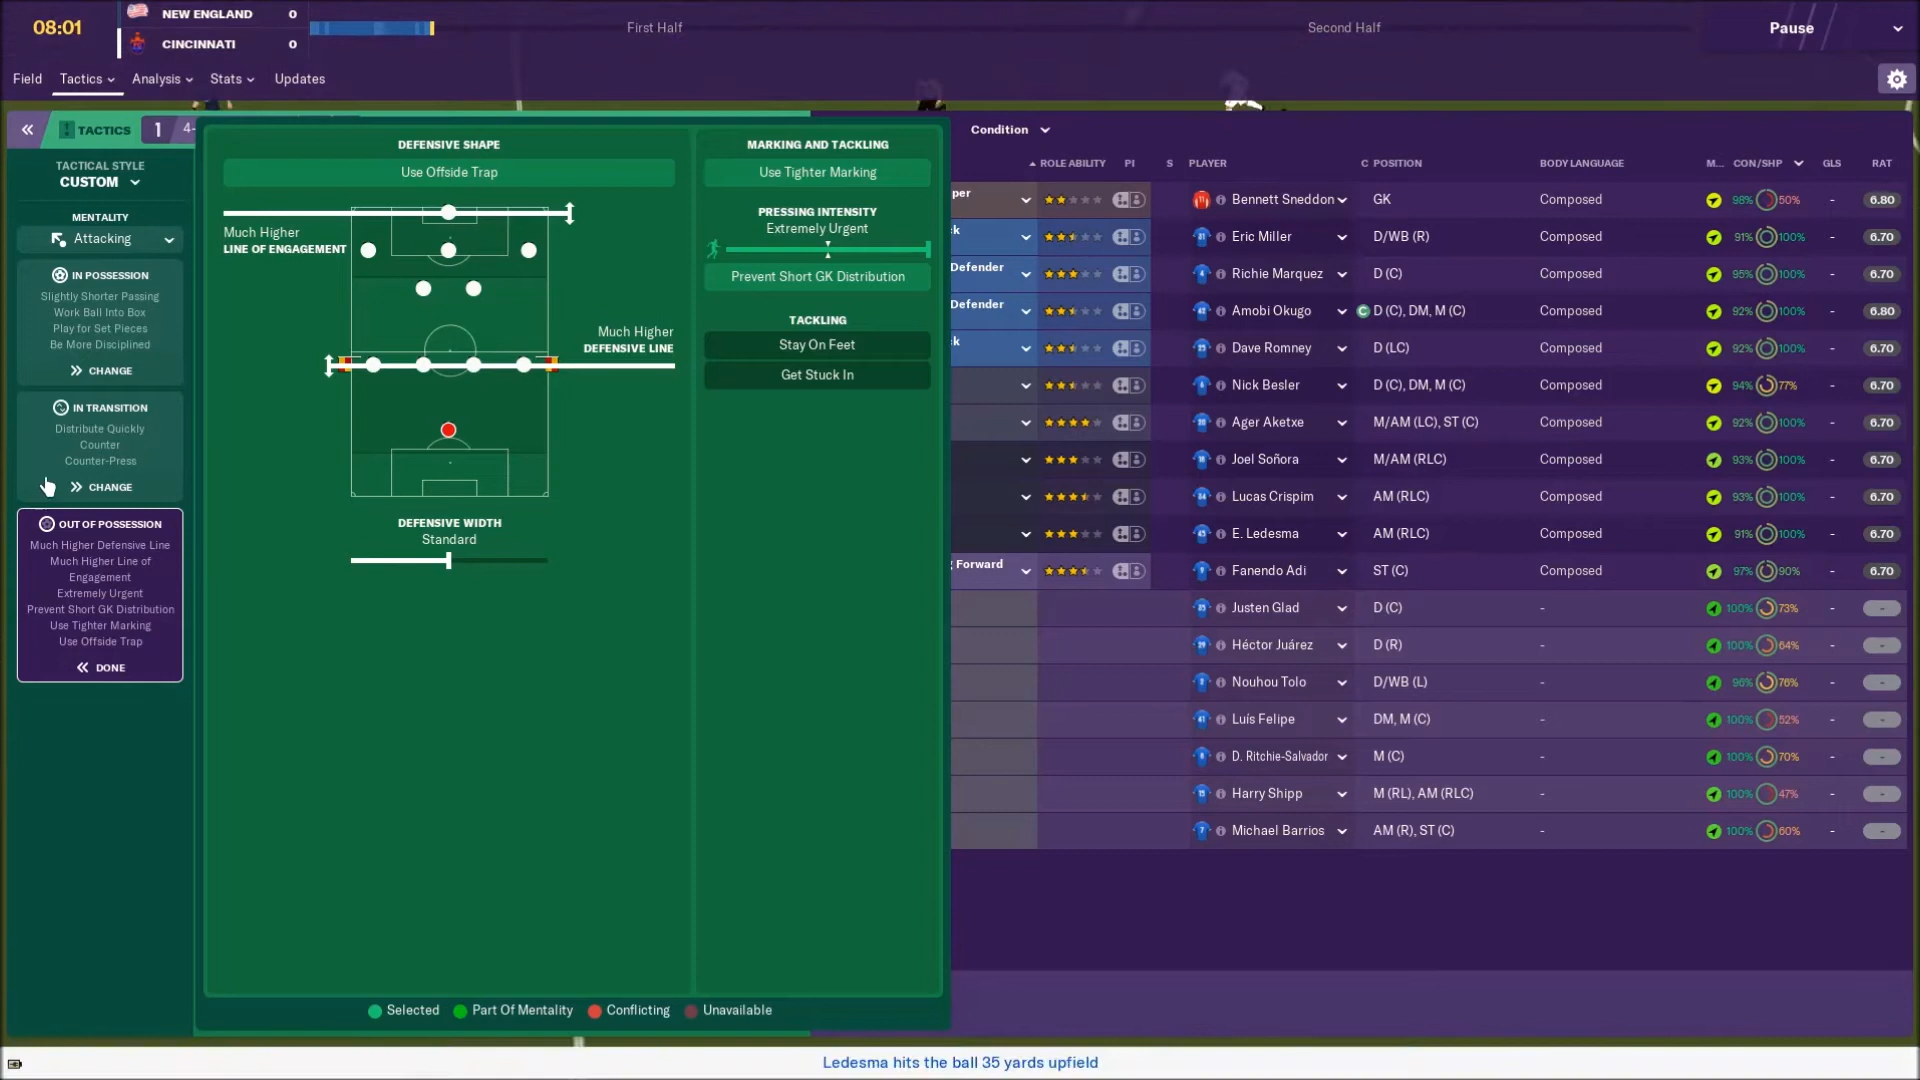 08:01
NEW ENGLAND 0
CINCINNATI 0
First Half
Second Half
Pause
Field
Tactics
Analysis
Stats
Updates
TACTICS
1
4-
TACTICAL STYLE
CUSTOM
MENTALITY
Attacking
IN POSSESSION
Slightly Shorter Passing
Work Ball Into Box
Play for Set Pieces
Be More Disciplined
CHANGE
IN TRANSITION
Distribute Quickly
Counter
Counter-Press
CHANGE
OUT OF POSSESSION
Much Higher Defensive Line
Much Higher Line of
Engagement
Extremely Urgent
Prevent Short GK Distribution
Use Tighter Marking
Use Offside Trap
DONE
DEFENSIVE SHAPE
Use Offside Trap
Much Higher
LINE OF ENGAGEMENT
Much Higher
DEFENSIVE LINE
DEFENSIVE WIDTH
Standard
MARKING AND TACKLING
Use Tighter Marking
PRESSING INTENSITY
Extremely Urgent
Prevent Short GK Distribution
TACKLING
Stay On Feet
Get Stuck In
Selected
Part Of Mentality
Conflicting
Unavailable
Condition
ROLE ABILITY PI S PLAYER C POSITION BODY LANGUAGE M... CON/SHP GLS RAT
per Bennett Sneddon GK Composed 98% 50% - 6.80
ck Eric Miller D/WB (R) Composed 91% 100% - 6.70
Defender Richie Marquez D (C) Composed 95% 100% - 6.70
Defender Amobi Okugo C D (C), DM, M (C) Composed 92% 100% - 6.80
ck Dave Romney D (LC) Composed 92% 100% - 6.70
Nick Besler D (C), DM, M (C) Composed 94% 77% - 6.70
Ager Aketxe M/AM (LC), ST (C) Composed 92% 100% - 6.70
Joel Soñora M/AM (RLC) Composed 93% 100% - 6.70
Lucas Crispim AM (RLC) Composed 93% 100% - 6.70
E. Ledesma AM (RLC) Composed 91% 100% - 6.70
g Forward Fanendo Adi ST (C) Composed 97% 90% - 6.70
Justen Glad D (C) - 100% 73% - -
Héctor Juárez D (R) - 100% 64% - -
Nouhou Tolo D/WB (L) - 96% 76% - -
Luís Felipe DM, M (C) - 100% 52% - -
D. Ritchie-Salvador M (C) - 100% 70% - -
Harry Shipp M (RL), AM (RLC) - 100% 47% - -
Michael Barrios AM (R), ST (C) - 100% 60% - -
Ledesma hits the ball 35 yards upfield